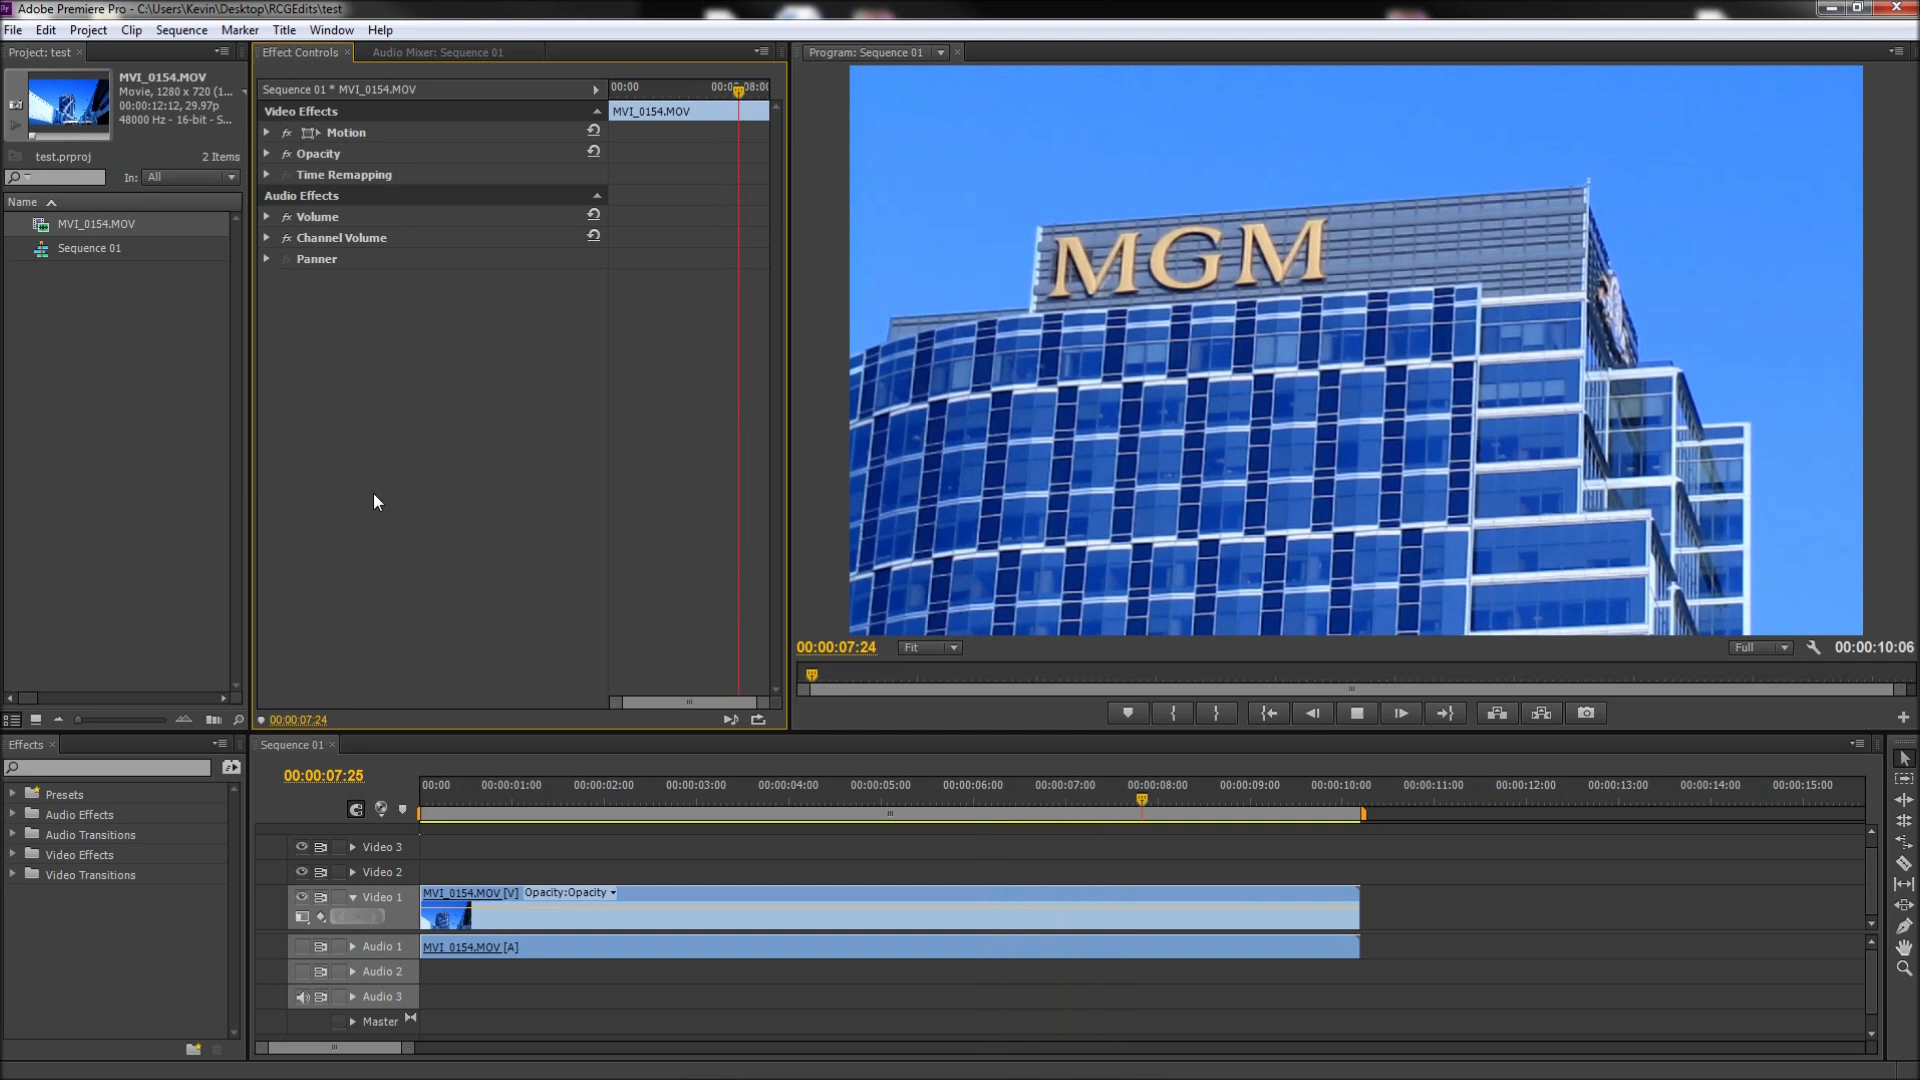 Adobe Premiere Pro - C:\Users\Kevin\Desktop\RCGEdits\test
File Edit Project Clip Sequence Marker Title Window Help
Project: test
MVI_0154.MOV
Movie, 1280 x 720 (1...
00:00:12:12, 29.97p
48000 Hz - 16-bit - S...
test.prproj 2 Items
In: All
Name
MVI_0154.MOV
Sequence 01
Effect Controls Audio Mixer: Sequence 01
Sequence 01 * MVI_0154.MOV
00:00
Video Effects
MVI_0154.MOV
Motion
Opacity
Time Remapping
Audio Effects
Volume
Channel Volume
Panner
00:00:07:24
Program: Sequence 01
MGM
00:00:07:24 Fit Full 00:00:10:06
Effects
Presets
Audio Effects
Audio Transitions
Video Effects
Video Transitions
Sequence 01
00:00:07:25
00:00 00:00:01:00 00:00:02:00 00:00:03:00 00:00:04:00 00:00:05:00 00:00:06:00 00:00:07:00 00:00:08:00 00:00:09:00 00:00:10:00 00:00:11:00 00:00:12:00 00:00:13:00 00:00:14:00 00:00:15:00
Video 3
Video 2
Video 1 MVI_0154.MOV [V] Opacity:Opacity
Audio 1 MVI_0154.MOV [A]
Audio 2
Audio 3
Master